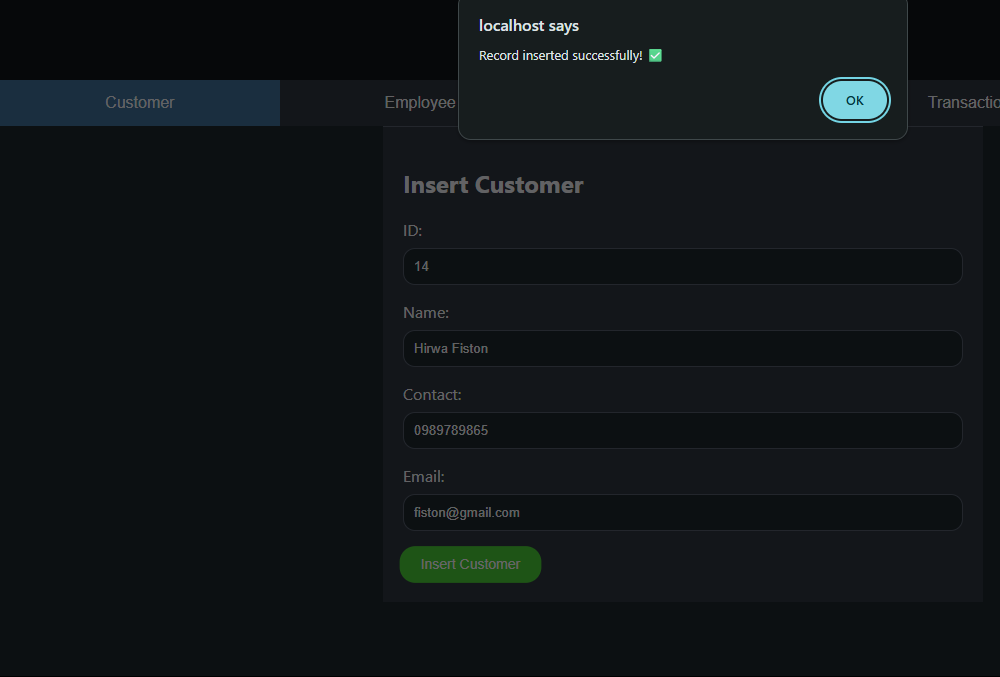 localhost says
Record inserted successfully! ✅
OK
Customer
Employee
Transactio
Insert Customer
ID:
14
Name:
Hirwa Fiston
Contact:
0989789865
Email:
fiston@gmail.com
Insert Customer